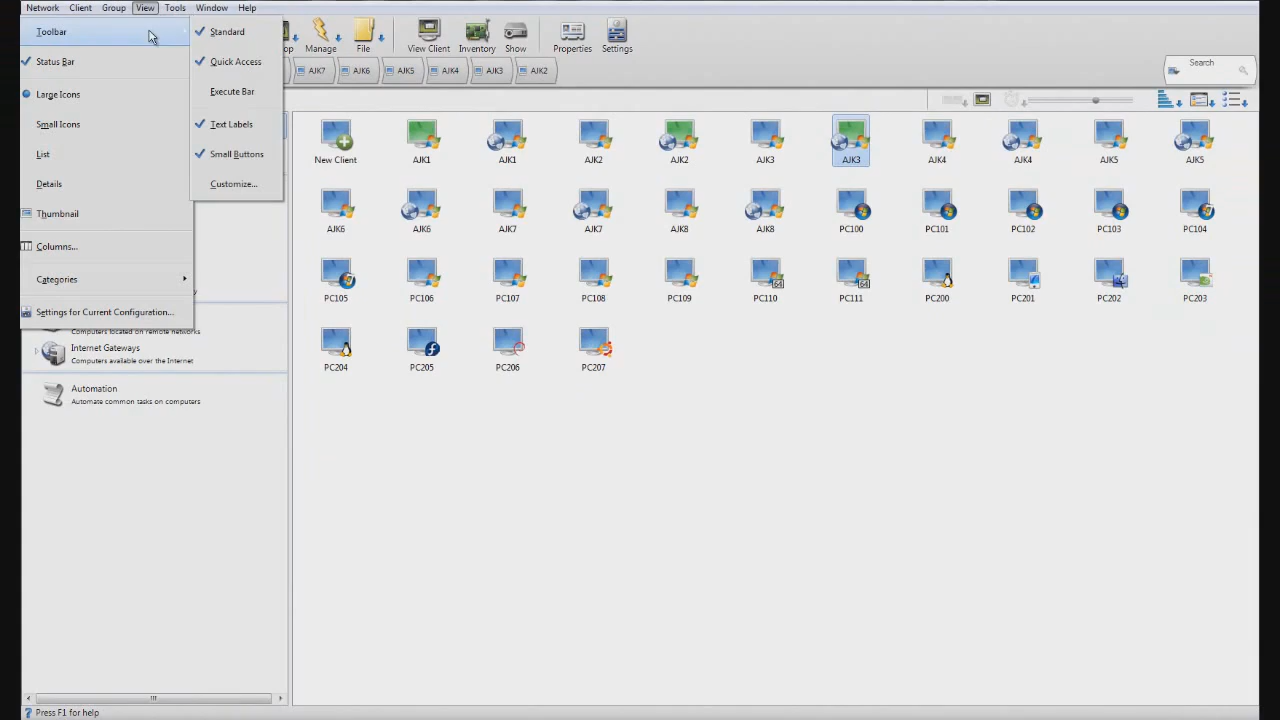 Network Client Group View Tools Window Help
Toolbar
Status Bar
Large Icons
Small Icons
List
Details
Thumbnail
Columns...
Categories
Settings for Current Configuration...
Standard
Quick Access
Execute Bar
Text Labels
Small Buttons
Customize...
Manage File View Client Inventory Show Properties Settings
AJK7 AJK6 AJK5 AJK4 AJK3 AJK2
Search
New Client AJK1 AJK1 AJK2 AJK2 AJK3 AJK3 AJK4 AJK4 AJK5 AJK5
AJK6 AJK6 AJK7 AJK7 AJK8 AJK8 PC100 PC101 PC102 PC103 PC104
PC105 PC106 PC107 PC108 PC109 PC110 PC111 PC200 PC201 PC202 PC203
PC204 PC205 PC206 PC207
Computers located on remote networks
Internet Gateways
Computers available over the Internet
Automation
Automate common tasks on computers
Press F1 for help